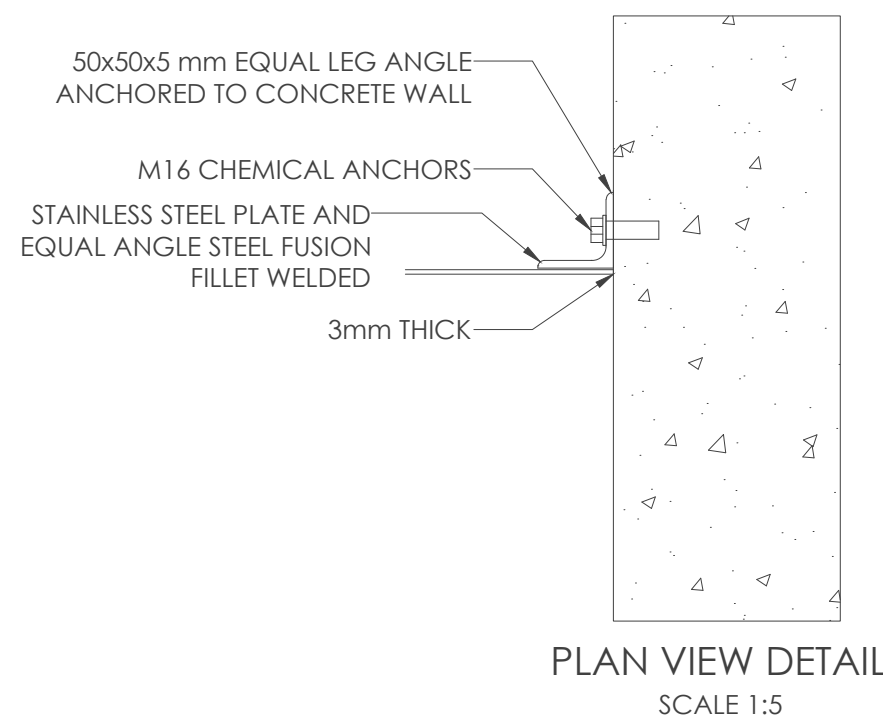 50x50x5 mm EQUAL LEG ANGLE
ANCHORED TO CONCRETE WALL
M16 CHEMICAL ANCHORS
STAINLESS STEEL PLATE AND
EQUAL ANGLE STEEL FUSION
FILLET WELDED
3mm THICK
PLAN VIEW DETAIL
SCALE 1:5